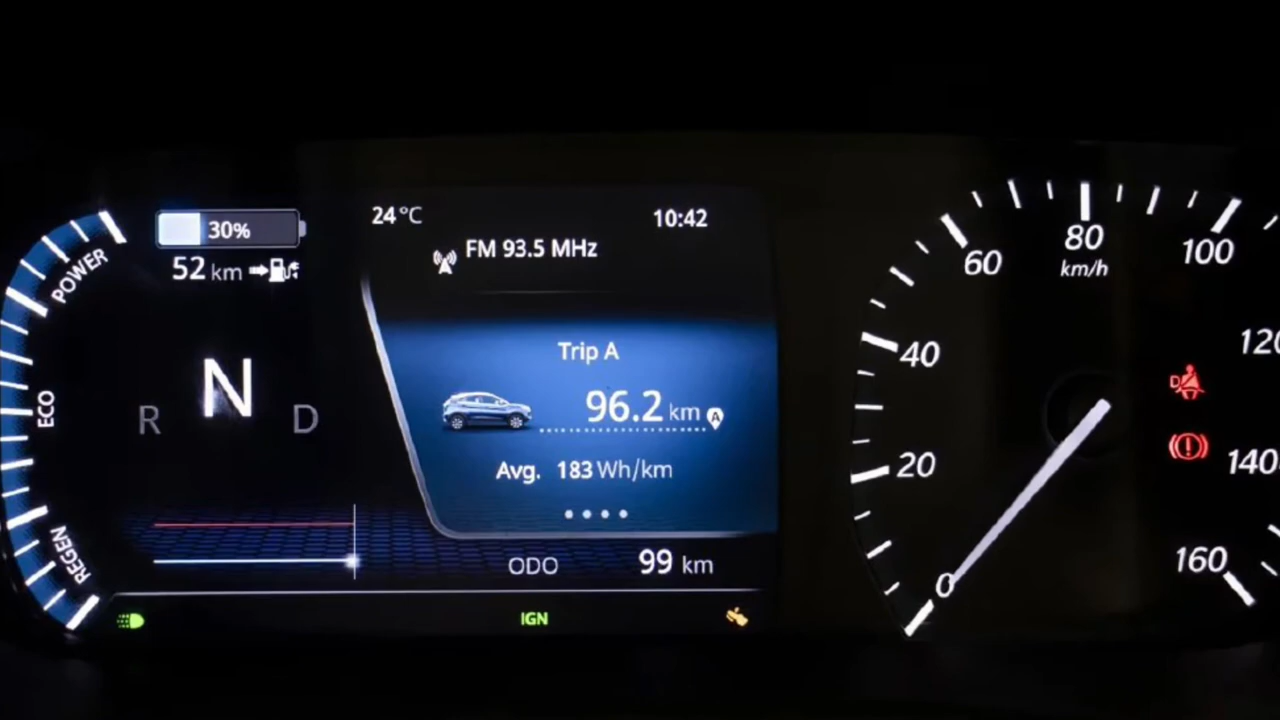 30%
52 km
POWER
ECO
REGEN
R N D
24°C 10:42
FM 93.5 MHz
Trip A
96.2 km A
Avg. 183 Wh/km
ODO 99 km
IGN
0
20
40
60
80
km/h
100
120
140
160
D